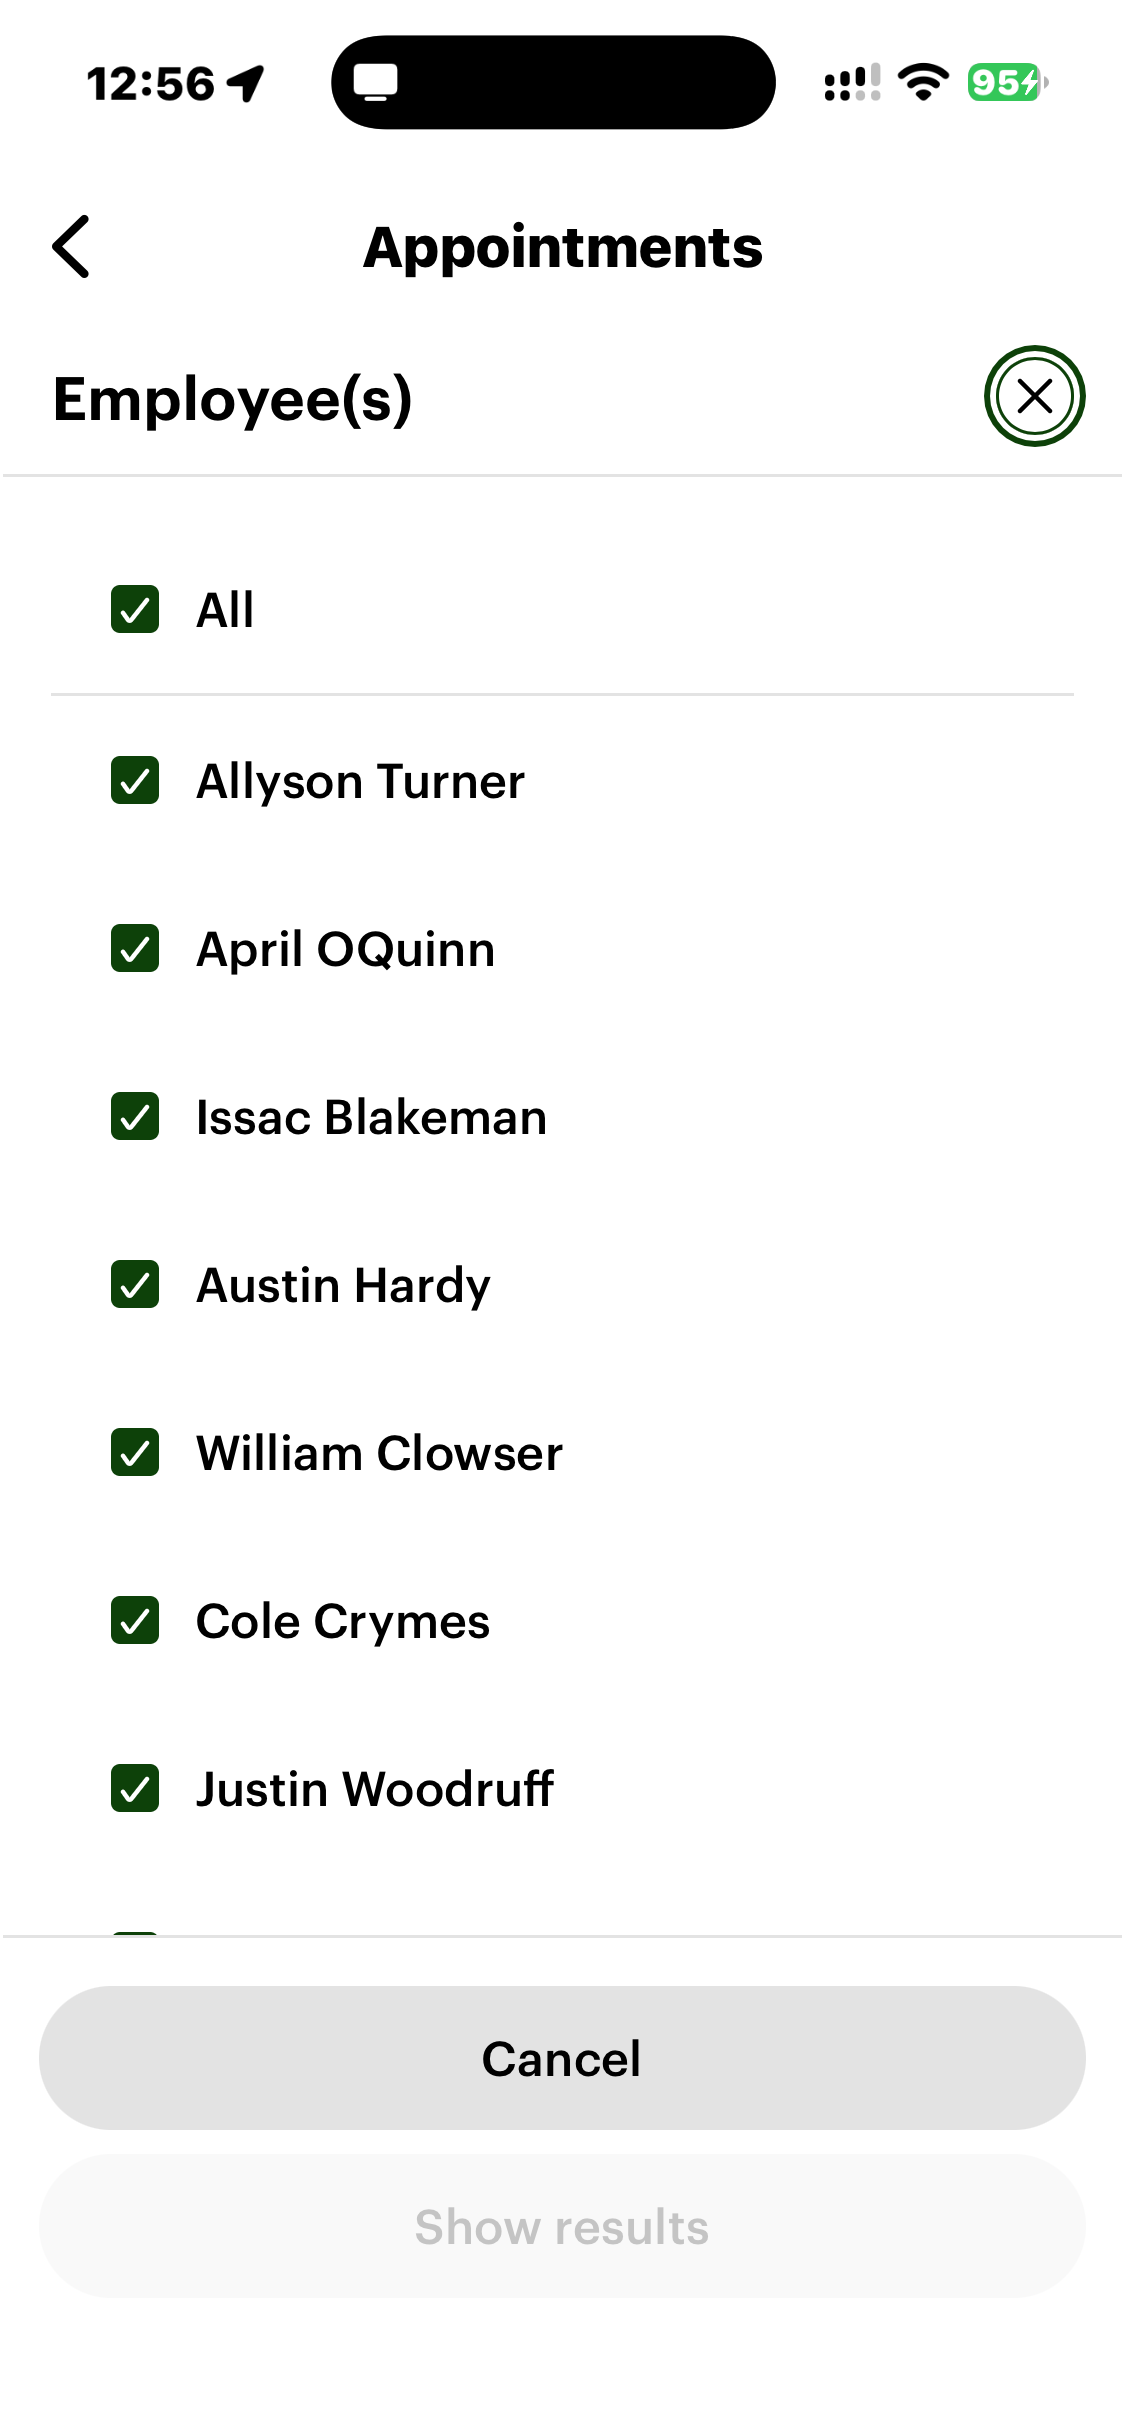 12:56
95
Appointments
Employee(s)
All
Allyson Turner
April OQuinn
Issac Blakeman
Austin Hardy
William Clowser
Cole Crymes
Justin Woodruff
Cancel
Show results